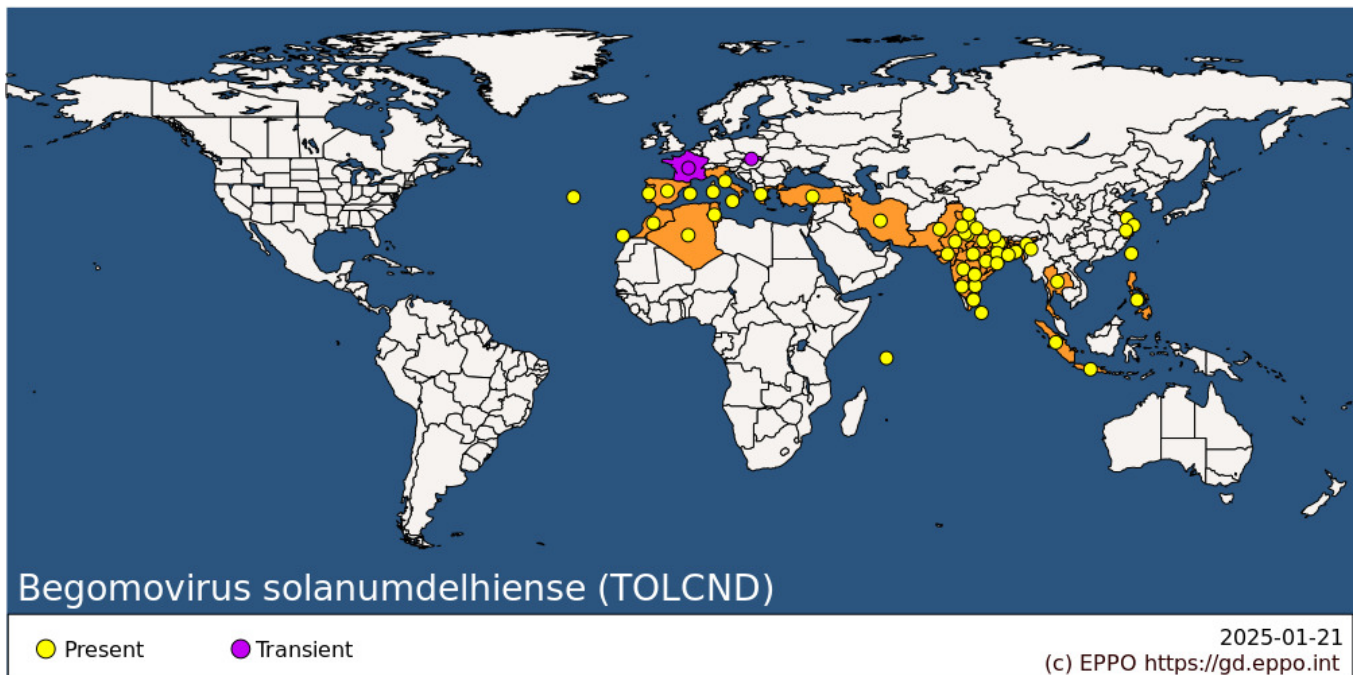 Begomovirus solanumdelhiense (TOLCND)
Present
Transient
2025-01-21
(c) EPPO https://gd.eppo.int